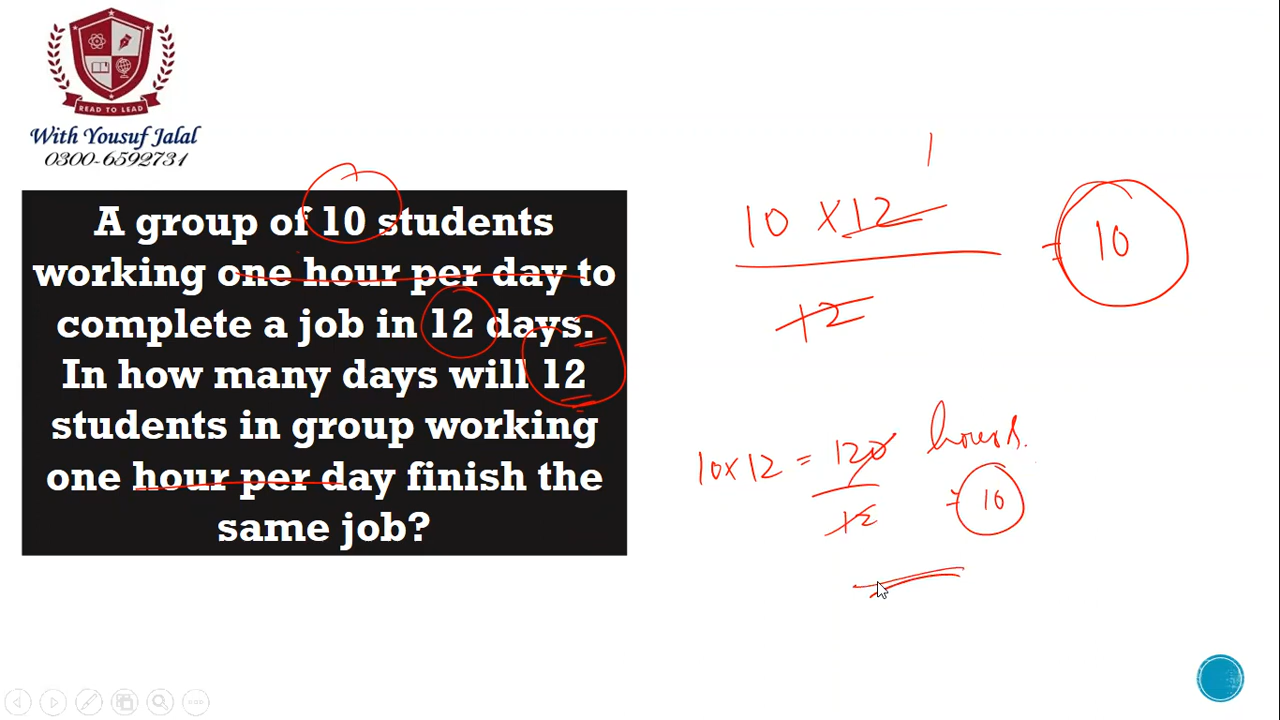 READ TO LEAD
With Yousuf Jalal
0300-6592731
A group of 10 students
working one hour per day to
complete a job in 12 days.
In how many days will 12
students in group working
one hour per day finish the
same job?
1
10 × 12
12
= 10
10×12 = 120 hours.
12
= 10